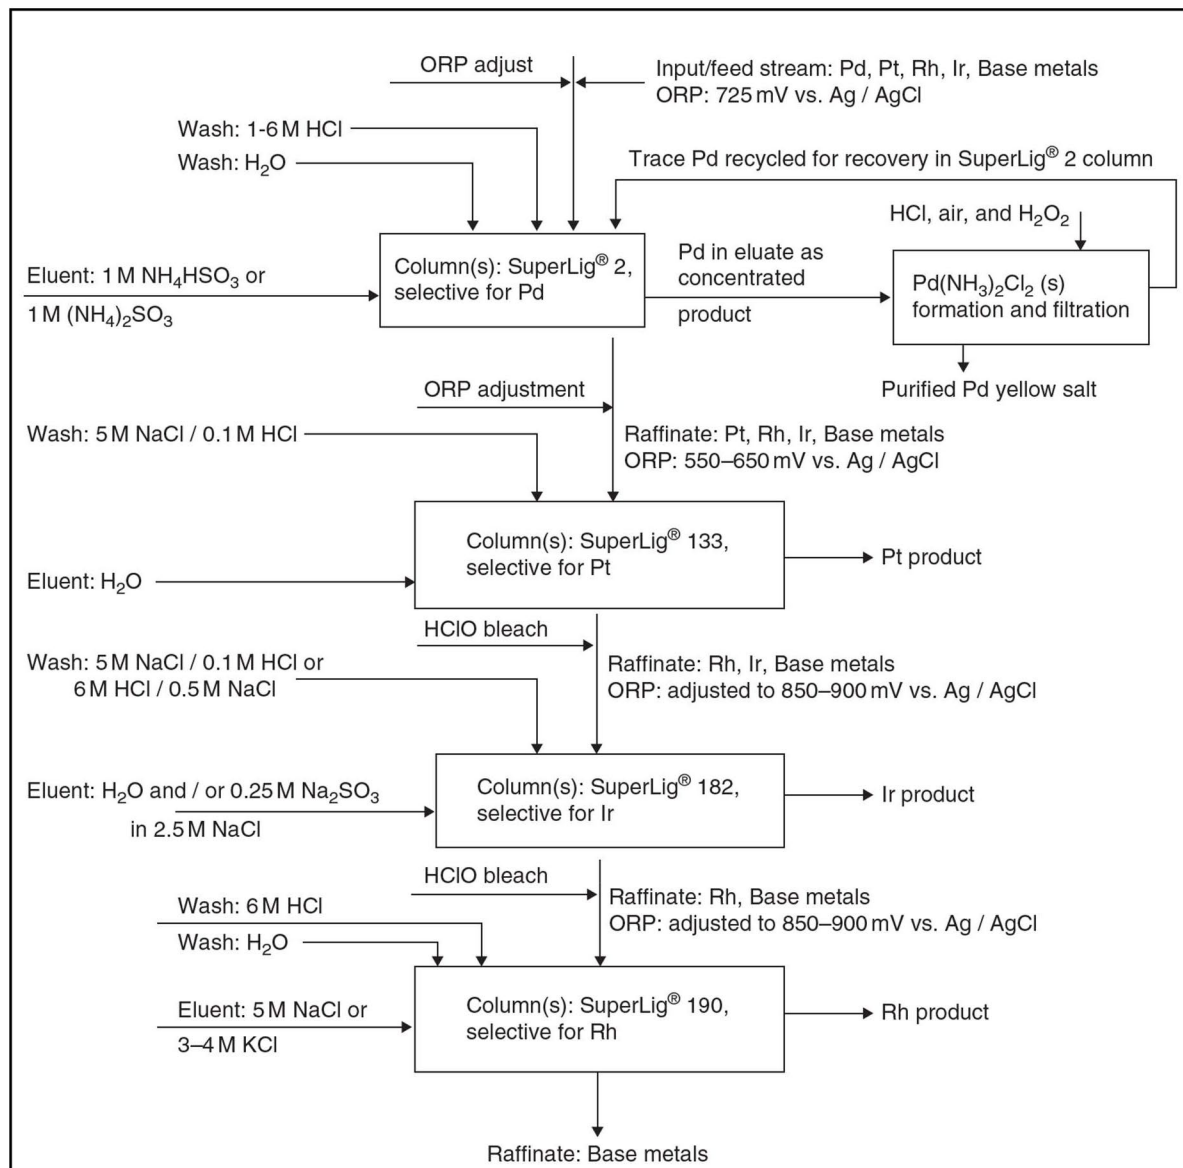 ORP adjust
Input/feed stream: Pd, Pt, Rh, Ir, Base metals
ORP: 725 mV vs. Ag / AgCl
Wash: 1-6 M HCl
Wash: H₂O
Trace Pd recycled for recovery in SuperLig® 2 column
HCl, air, and H₂O₂
Eluent: 1 M NH₄HSO₃ or
1 M (NH₄)₂SO₃
Column(s): SuperLig® 2,
selective for Pd
Pd in eluate as
concentrated
product
Pd(NH₃)₂Cl₂ (s)
formation and filtration
Purified Pd yellow salt
ORP adjustment
Wash: 5 M NaCl / 0.1 M HCl
Raffinate: Pt, Rh, Ir, Base metals
ORP: 550–650 mV vs. Ag / AgCl
Column(s): SuperLig® 133,
selective for Pt
Pt product
Eluent: H₂O
HClO bleach
Wash: 5 M NaCl / 0.1 M HCl or
6 M HCl / 0.5 M NaCl
Raffinate: Rh, Ir, Base metals
ORP: adjusted to 850–900 mV vs. Ag / AgCl
Eluent: H₂O and / or 0.25 M Na₂SO₃
in 2.5 M NaCl
Column(s): SuperLig® 182,
selective for Ir
Ir product
HClO bleach
Raffinate: Rh, Base metals
ORP: adjusted to 850–900 mV vs. Ag / AgCl
Wash: 6 M HCl
Wash: H₂O
Eluent: 5 M NaCl or
3–4 M KCl
Column(s): SuperLig® 190,
selective for Rh
Rh product
Raffinate: Base metals